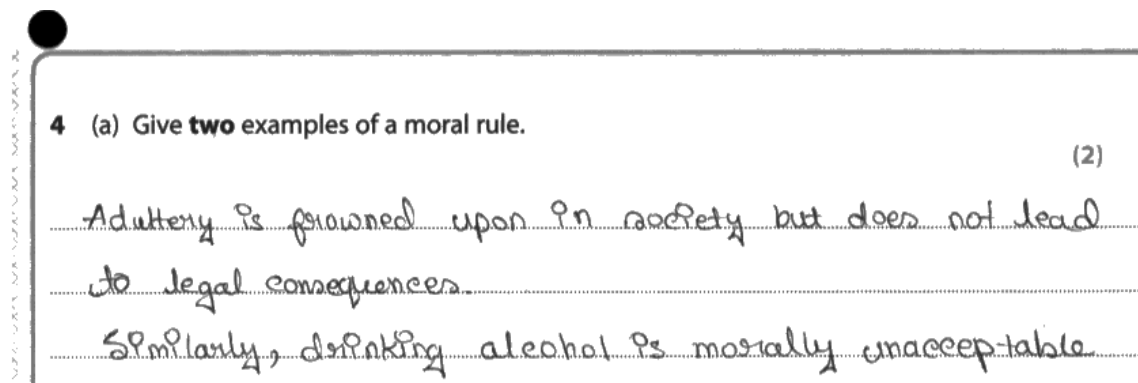 4 (a) Give two examples of a moral rule.
(2)
Adultery is frowned upon in society but does not lead
to legal consequences.
Similarly, drinking alcohol is morally unacceptable